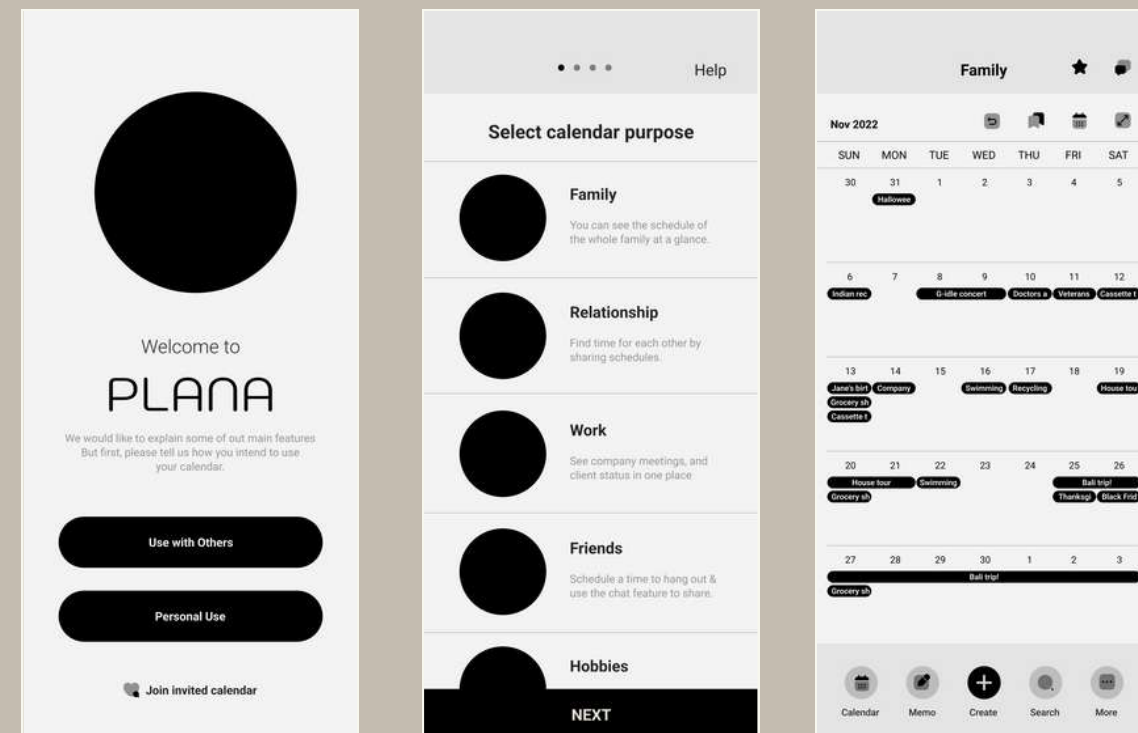 Welcome to
PLANA
We would like to explain some of out main features
But first, please tell us how you intend to use
your calendar.
Use with Others
Personal Use
Join invited calendar
Help
Select calendar purpose
Family
You can see the schedule of
the whole family at a glance.
Relationship
Find time for each other by
sharing schedules.
Work
See company meetings, and
client status in one place
Friends
Schedule a time to hang out &
use the chat feature to share.
Hobbies
NEXT
Family
Nov 2022
SUN MON TUE WED THU FRI SAT
30 31 1 2 3 4 5
Hallowee
6 7 8 9 10 11 12
Indian rec G-idle concert Doctors a Veterans Cassette t
13 14 15 16 17 18 19
Jane's birt Company Swimming Recycling House tou
Grocery sh
Cassette t
20 21 22 23 24 25 26
House tour Swimming Bali trip!
Grocery sh Thanksgi Black Frid
27 28 29 30 1 2 3
Bali trip!
Grocery sh
Calendar Memo Create Search More